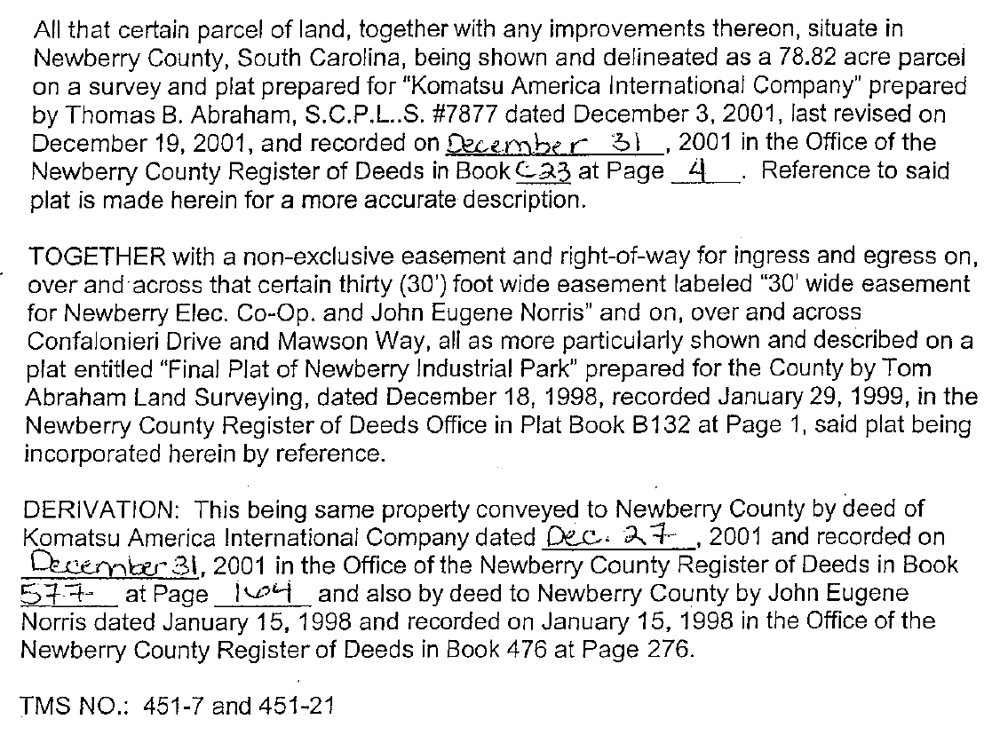 All that certain parcel of land, together with any improvements thereon, situate in
Newberry County, South Carolina, being shown and delineated as a 78.82 acre parcel
on a survey and plat prepared for "Komatsu America International Company" prepared
by Thomas B. Abraham, S.C.P.L..S. #7877 dated December 3, 2001, last revised on
December 19, 2001, and recorded on December 31, 2001 in the Office of the
Newberry County Register of Deeds in Book C-23 at Page 4. Reference to said
plat is made herein for a more accurate description.
TOGETHER with a non-exclusive easement and right-of-way for ingress and egress on,
over and across that certain thirty (30') foot wide easement labeled "30' wide easement
for Newberry Elec. Co-Op. and John Eugene Norris" and on, over and across
Confalonieri Drive and Mawson Way, all as more particularly shown and described on a
plat entitled "Final Plat of Newberry Industrial Park" prepared for the County by Tom
Abraham Land Surveying, dated December 18, 1998, recorded January 29, 1999, in the
Newberry County Register of Deeds Office in Plat Book B132 at Page 1, said plat being
incorporated herein by reference.
DERIVATION: This being same property conveyed to Newberry County by deed of
Komatsu America International Company dated Dec. 27, 2001 and recorded on
December 31, 2001 in the Office of the Newberry County Register of Deeds in Book
577 at Page 164 and also by deed to Newberry County by John Eugene
Norris dated January 15, 1998 and recorded on January 15, 1998 in the Office of the
Newberry County Register of Deeds in Book 476 at Page 276.
TMS NO.: 451-7 and 451-21